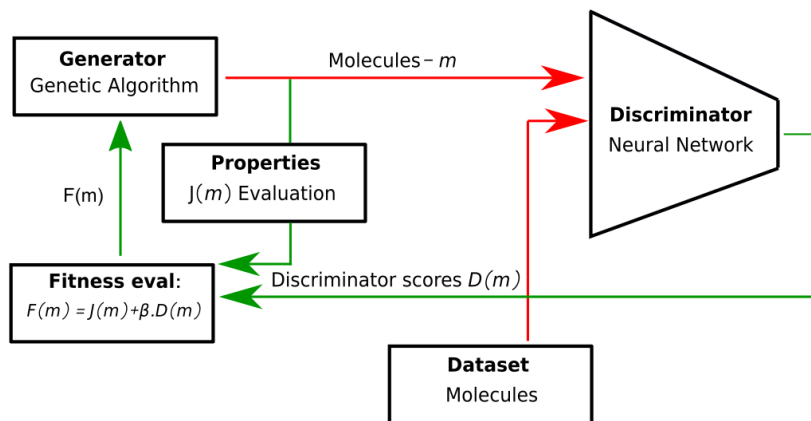 Generator
Genetic Algorithm
Molecules – m
Discriminator
Neural Network
Properties
J(m) Evaluation
F(m)
Fitness eval:
F(m) = J(m)+β.D(m)
Discriminator scores D(m)
Dataset
Molecules